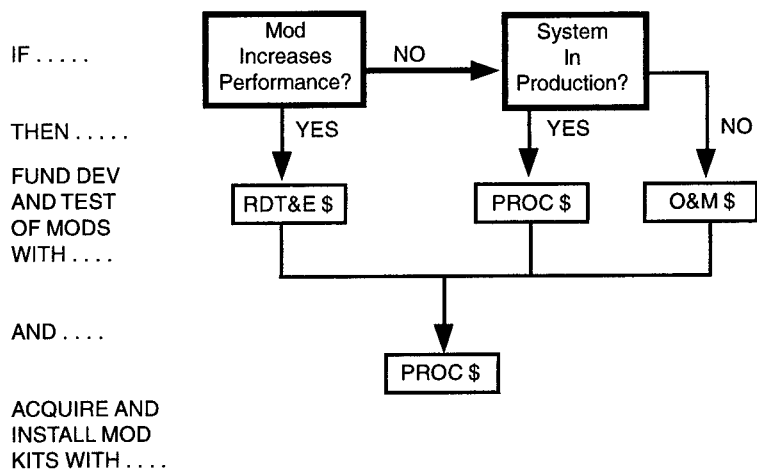 IF . . . . .
Mod
Increases
Performance?
NO
System
In
Production?
THEN . . . . .
YES
YES
NO
FUND DEV
AND TEST
OF MODS
WITH . . . .
RDT&E $
PROC $
O&M $
AND . . . .
PROC $
ACQUIRE AND
INSTALL MOD
KITS WITH . . . .